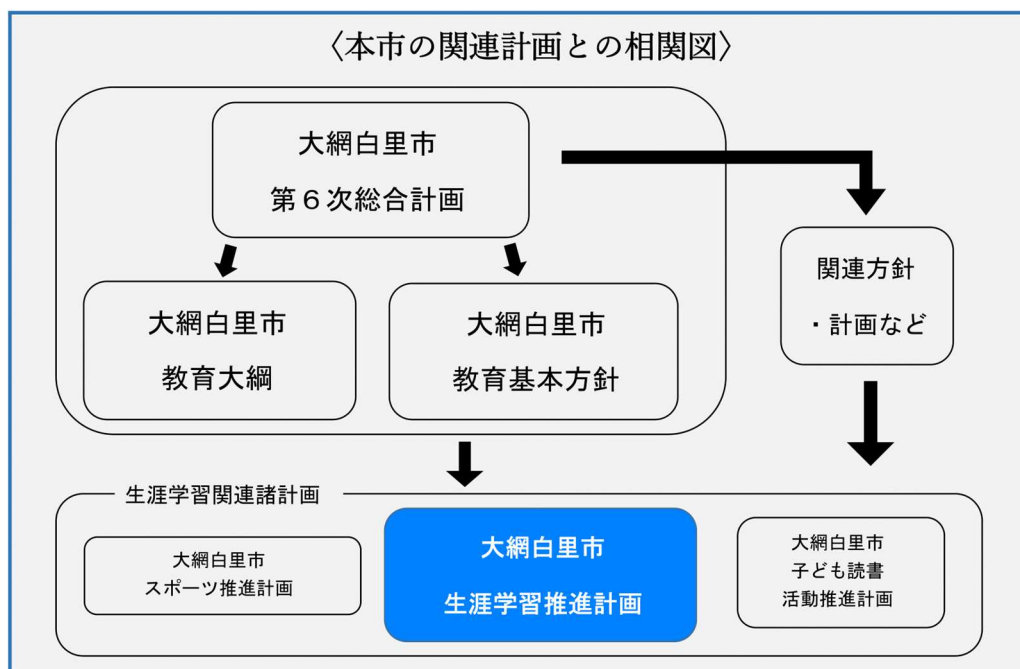 〈本市の関連計画との相関図〉
大網白里市
第６次総合計画
関連方針
・計画など
大網白里市
教育大綱
大網白里市
教育基本方針
生涯学習関連諸計画
大網白里市
スポーツ推進計画
大網白里市
生涯学習推進計画
大網白里市
子ども読書
活動推進計画